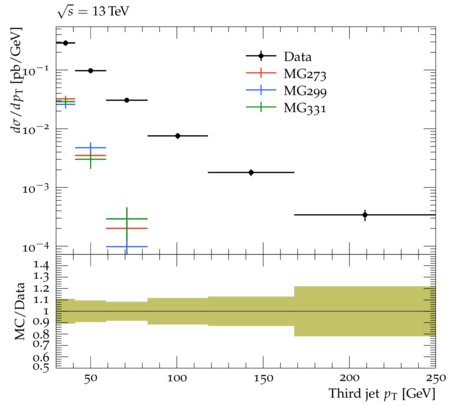 √s = 13 TeV
dσ/dpT [pb/GeV]
10⁻¹
10⁻²
10⁻³
10⁻⁴
Data
MG273
MG299
MG331
MC/Data
1.4
1.3
1.2
1.1
1
0.9
0.8
0.7
0.6
0.5
50 100 150 200 250
Third jet pT [GeV]